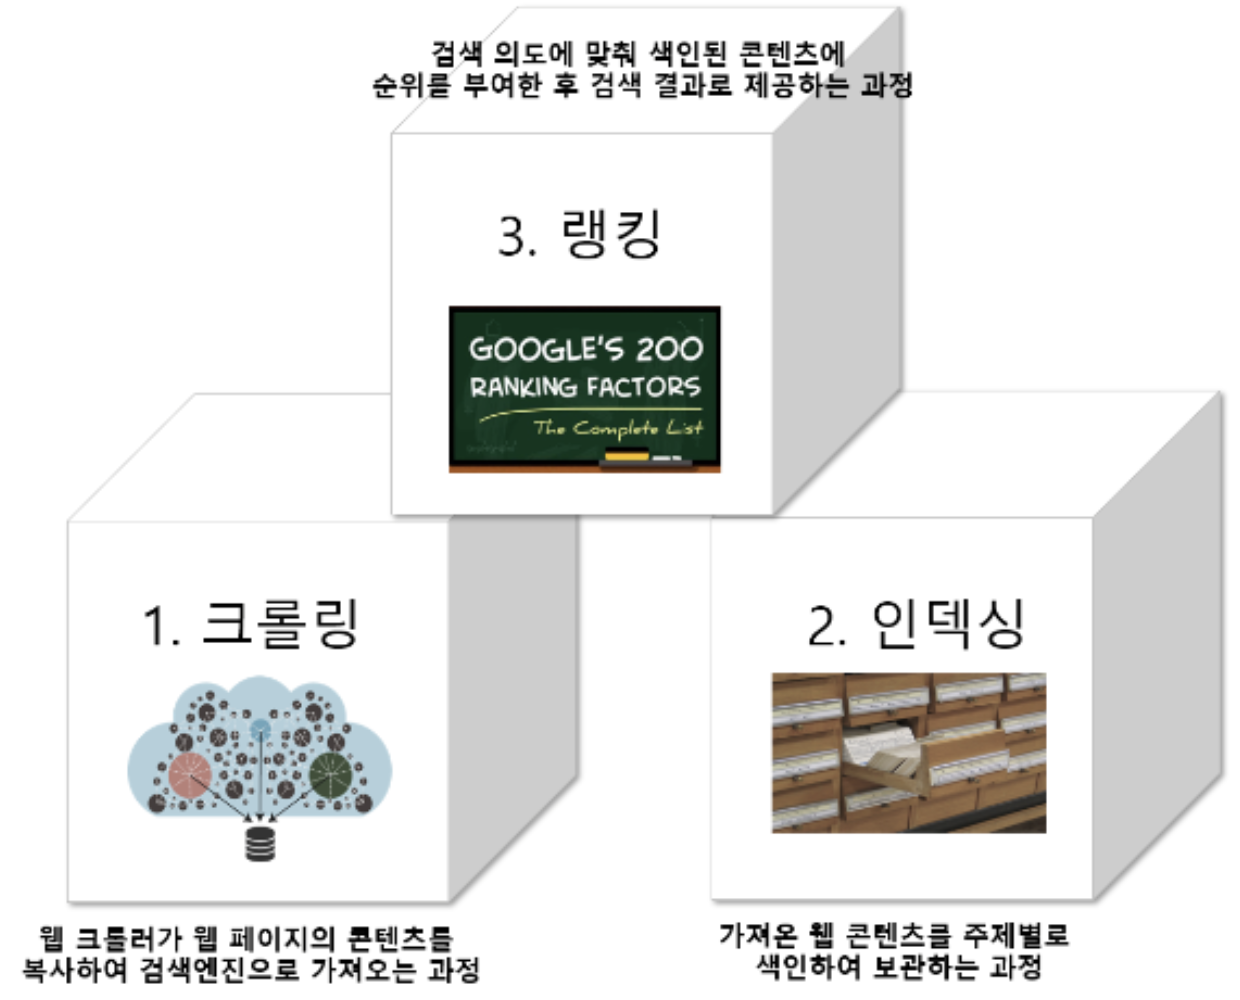 검색 의도에 맞춰 색인된 콘텐츠에
순위를 부여한 후 검색 결과로 제공하는 과정
3. 랭킹
GOOGLE'S 200
RANKING FACTORS
The Complete List
1. 크롤링
2. 인덱싱
웹 크롤러가 웹 페이지의 콘텐츠를
복사하여 검색엔진으로 가져오는 과정
가져온 웹 콘텐츠를 주제별로
색인하여 보관하는 과정